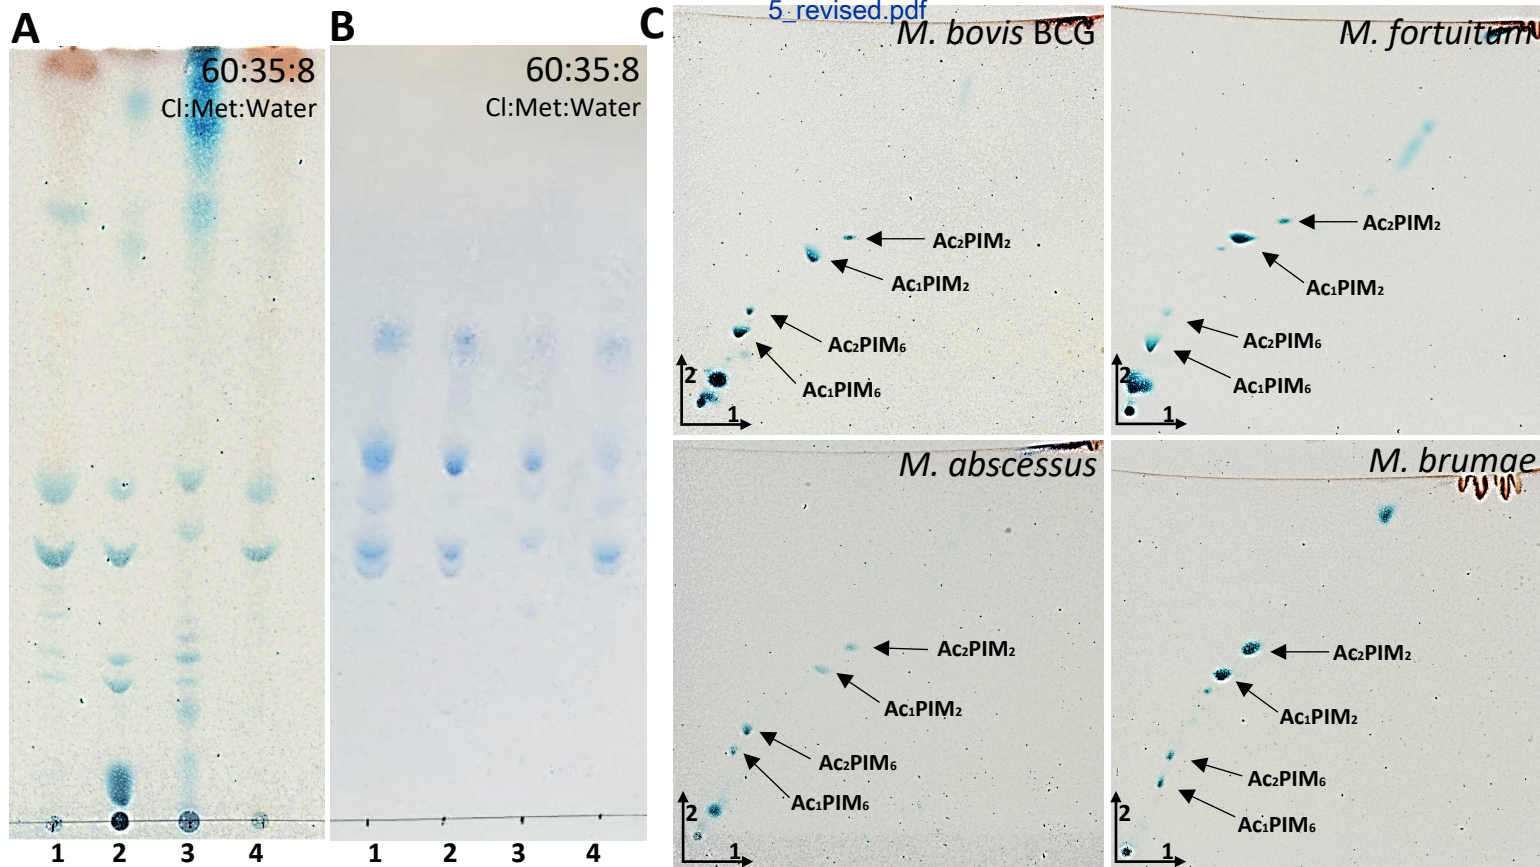 A
60:35:8
Cl:Met:Water
1 2 3 4
B
60:35:8
Cl:Met:Water
1 2 3 4
C
5_revised.pdf
M. bovis BCG
Ac₂PIM₂
Ac₁PIM₂
Ac₂PIM₆
Ac₁PIM₆
2
1
M. fortuitum
Ac₂PIM₂
Ac₁PIM₂
Ac₂PIM₆
Ac₁PIM₆
2
1
M. abscessus
Ac₂PIM₂
Ac₁PIM₂
Ac₂PIM₆
Ac₁PIM₆
2
1
M. brumae
Ac₂PIM₂
Ac₁PIM₂
Ac₂PIM₆
Ac₁PIM₆
2
1